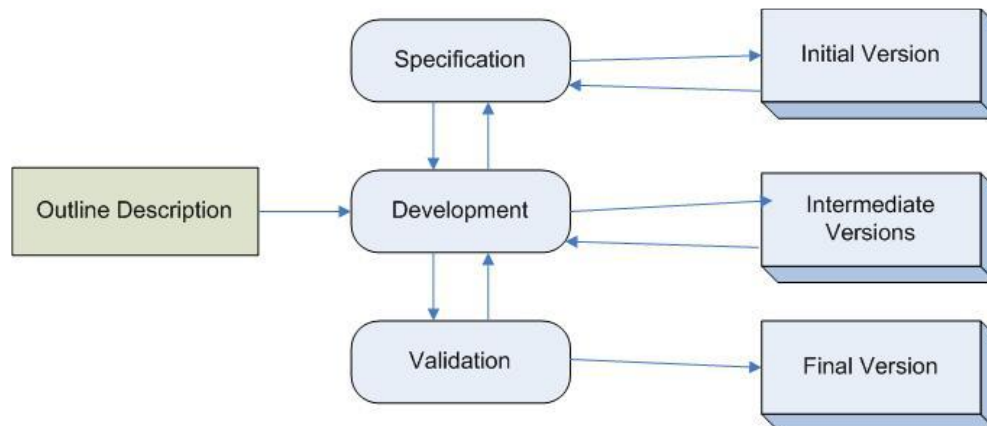 Specification
Initial Version
Outline Description
Development
Intermediate
Versions
Validation
Final Version